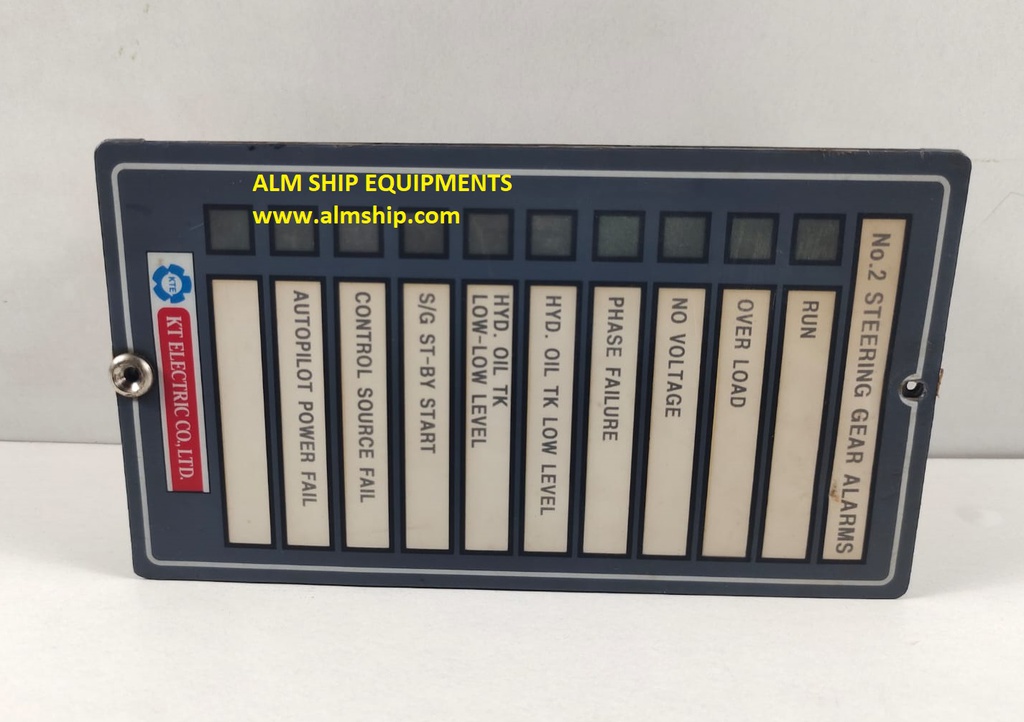 ALM SHIP EQUIPMENTS
www.almship.com
No.2 STEERING GEAR ALARMS
RUN
OVER LOAD
NO VOLTAGE
PHASE FAILURE
HYD. OIL TK LOW LEVEL
HYD. OIL TK
LOW-LOW LEVEL
S/G ST-BY START
CONTROL SOURCE FAIL
AUTOPILOT POWER FAIL
KTE
KT ELECTRIC CO., LTD.